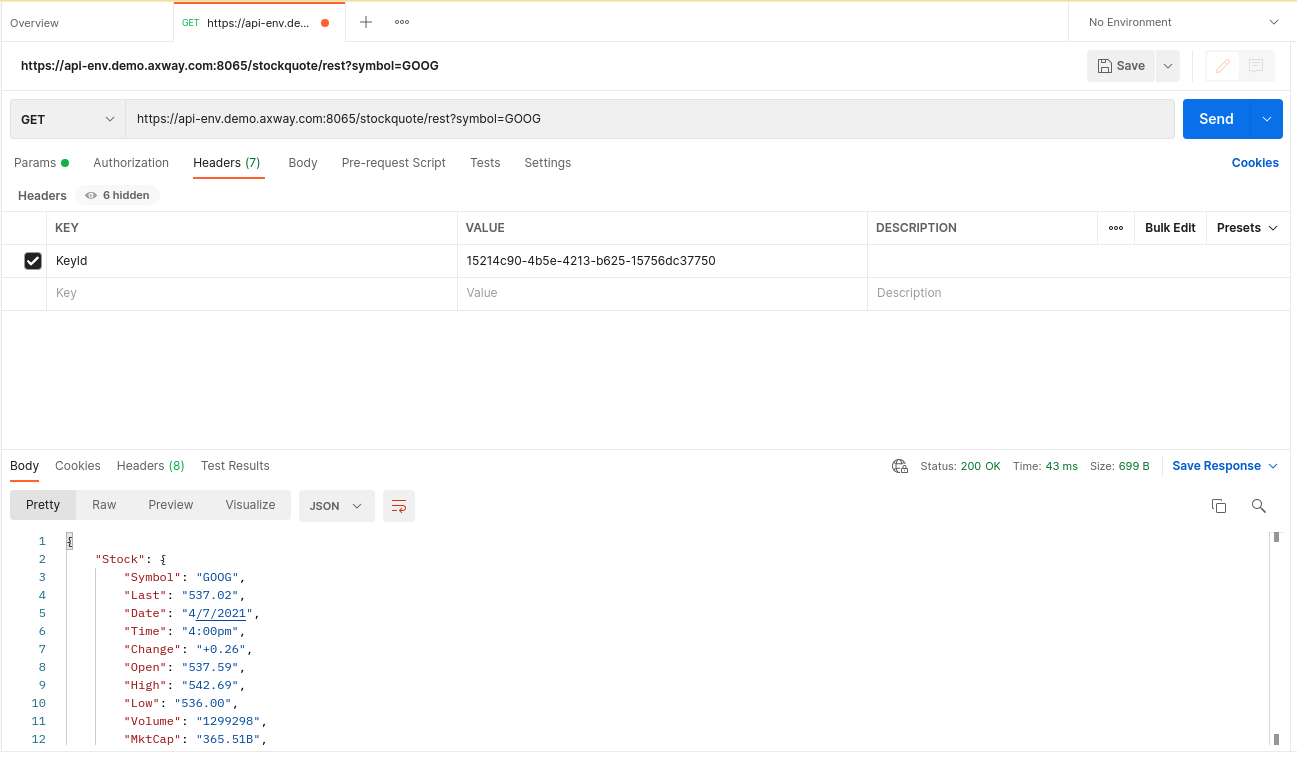 Overview GET https://api-env.de... No Environment
https://api-env.demo.axway.com:8065/stockquote/rest?symbol=GOOG Save
GET https://api-env.demo.axway.com:8065/stockquote/rest?symbol=GOOG Send
Params Authorization Headers (7) Body Pre-request Script Tests Settings Cookies
Headers 6 hidden
KEY VALUE DESCRIPTION Bulk Edit Presets
KeyId 15214c90-4b5e-4213-b625-15756dc37750
Key Value Description
Body Cookies Headers (8) Test Results Status: 200 OK Time: 43 ms Size: 699 B Save Response
Pretty Raw Preview Visualize JSON
1 {
2 "Stock": {
3 "Symbol": "GOOG",
4 "Last": "537.02",
5 "Date": "4/7/2021",
6 "Time": "4:00pm",
7 "Change": "+0.26",
8 "Open": "537.59",
9 "High": "542.69",
10 "Low": "536.00",
11 "Volume": "1299298",
12 "MktCap": "365.51B",